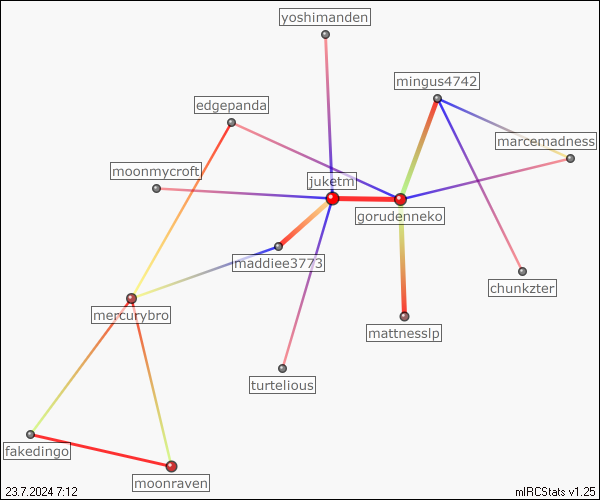 yoshimanden
mingus4742
edgepanda
marcemadness
moonmycroft
juketm
gorudenneko
maddiee3773
chunkzter
mercurybro
mattnesslp
turtelious
fakedingo
moonraven
23.7.2024 7:12
mIRCStats v1.25